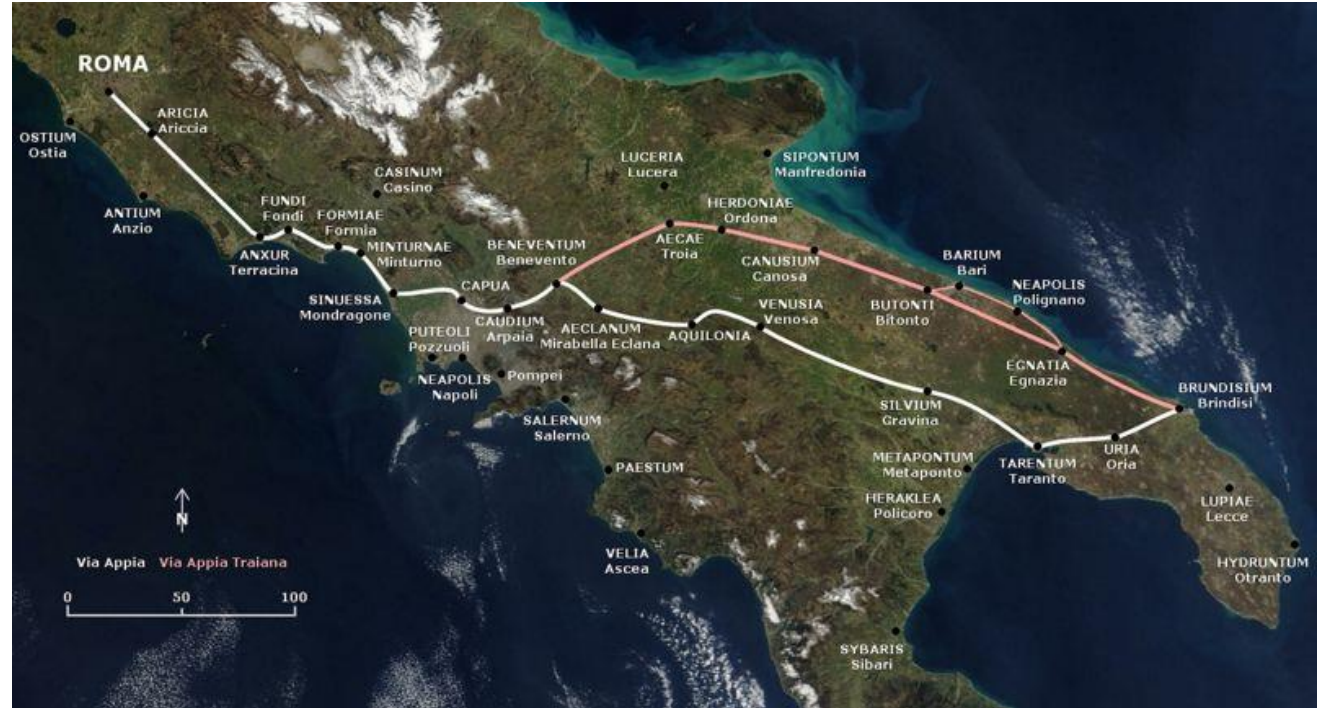 ROMA
ARICIA
Ariccia
OSTIUM
Ostia
ANTIUM
Anzio
CASINUM
Casino
FUNDI
Fondi
FORMIAE
Formia
ANXUR
Terracina
MINTURNAE
Minturno
SINUESSA
Mondragone
CAPUA
CAUDIUM
Arpaia
BENEVENTUM
Benevento
PUTEOLI
Pozzuoli
NEAPOLIS
Napoli
Pompei
SALERNUM
Salerno
PAESTUM
VELIA
Ascea
LUCERIA
Lucera
SIPONTUM
Manfredonia
AECAE
Troia
HERDONIAE
Ordona
CANUSIUM
Canosa
BARIUM
Bari
NEAPOLIS
Polignano
BUTONTI
Bitonto
EGNATIA
Egnazia
BRUNDISIUM
Brindisi
AECLANUM
Mirabella Eclana
AQUILONIA
VENUSIA
Venosa
SILVIUM
Gravina
METAPONTUM
Metaponto
HERAKLEA
Policoro
TARENTUM
Taranto
URIA
Oria
LUPIAE
Lecce
HYDRUNTUM
Otranto
SYBARIS
Sibari
N
Via Appia Via Appia Traiana
0 50 100